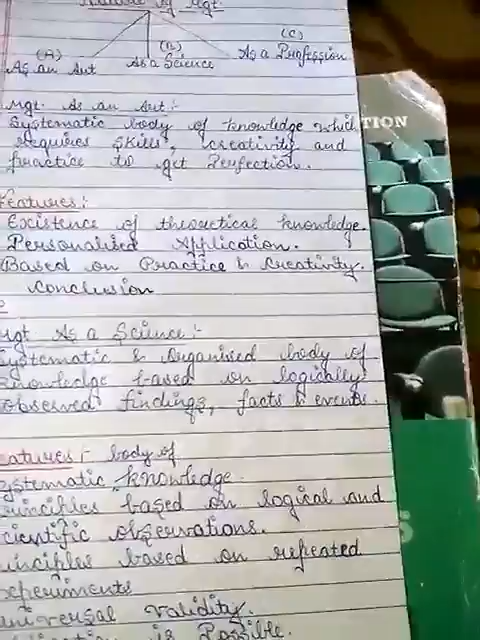 Nature of Mgt.
(A) (B) (C)
As an Art As a Science As a Profession
Mgt. As an Art :-
Systematic body of knowledge which
requires skills, creativity and
practice to get Perfection.
Features :
Existence of theoretical knowledge.
Personalised Application.
Based on Practice & Creativity.
Conclusion
Mgt As a Science :-
Systematic & Organised body of
knowledge based on logically
observed findings, facts & events.
Features :- body of
Systematic knowledge
Principles based on logical and
scientific observations.
Principles based on repeated
experiments
Universal validity.
is Possible.
TION